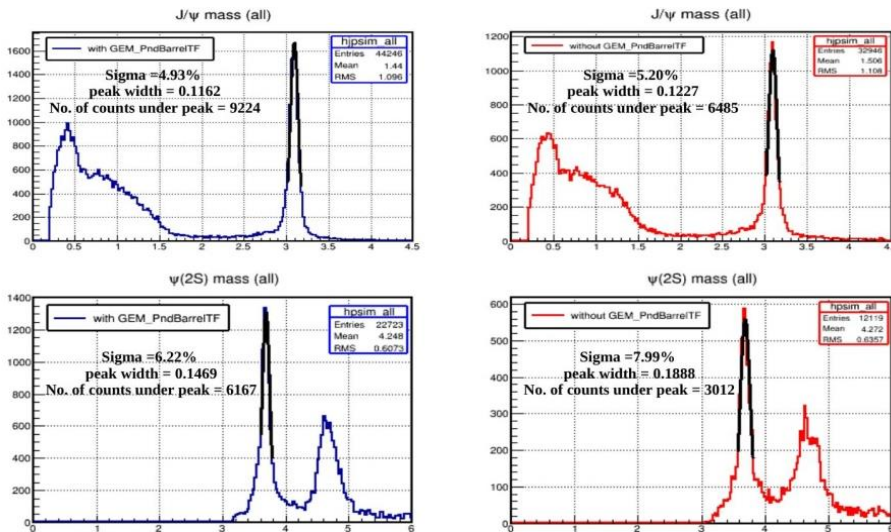 J/ψ mass (all)
with GEM_PndBarrelTF
hjpsim_all
Entries 44246
Mean 1.44
RMS 1.096
Sigma =4.93%
peak width = 0.1162
No. of counts under peak = 9224
1600
1400
1200
1000
800
600
400
200
0
0 0.5 1 1.5 2 2.5 3 3.5 4 4.5
J/ψ mass (all)
without GEM_PndBarrelTF
hjpsim_all
Entries 32946
Mean 1.506
RMS 1.108
Sigma =5.20%
peak width = 0.1227
No. of counts under peak = 6485
1200
1000
800
600
400
200
0
0 0.5 1 1.5 2 2.5 3 3.5 4 4.5
ψ(2S) mass (all)
with GEM_PndBarrelTF
hpsim_all
Entries 22723
Mean 4.248
RMS 0.6073
Sigma =6.22%
peak width = 0.1469
No. of counts under peak = 6167
1400
1200
1000
800
600
400
200
0
0 1 2 3 4 5 6
ψ(2S) mass (all)
without GEM_PndBarrelTF
hpsim_all
Entries 12119
Mean 4.272
RMS 0.6357
Sigma =7.99%
peak width = 0.1888
No. of counts under peak = 3012
600
500
400
300
200
100
0
0 1 2 3 4 5